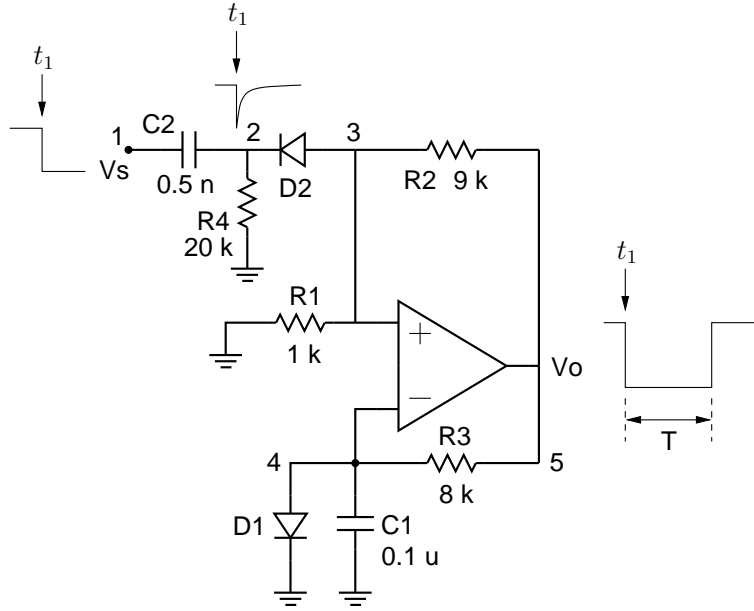 t₁
t₁
1
C2
2
3
Vs
0.5 n
D2
R2 9 k
R4
20 k
t₁
R1
1 k
+
Vo
−
T
R3
4
5
8 k
D1
C1
0.1 u